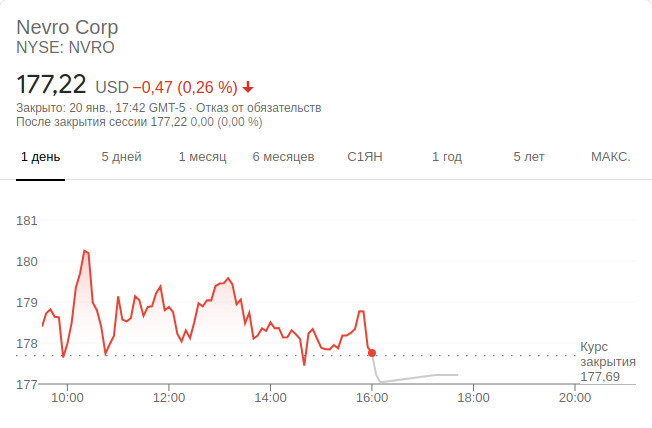 Nevro Corp
NYSE: NVRO
177,22 USD −0,47 (0,26 %)
Закрыто: 20 янв., 17:42 GMT-5 · Отказ от обязательств
После закрытия сессии 177,22 0,00 (0,00 %)
1 день 5 дней 1 месяц 6 месяцев С1ЯН 1 год 5 лет МАКС.
181
180
179
178
177
Курс
закрытия
177,69
10:00 12:00 14:00 16:00 18:00 20:00